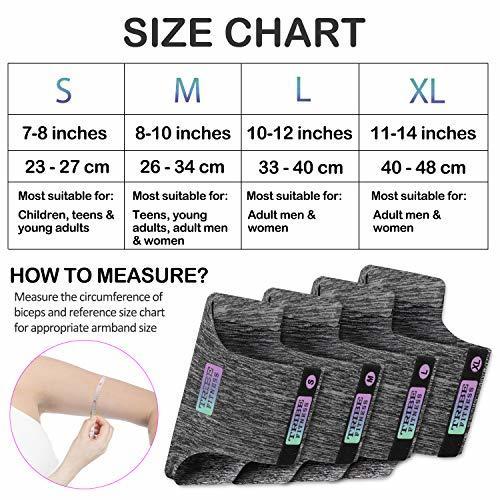 SIZE CHART
S M L XL
7-8 inches 8-10 inches 10-12 inches 11-14 inches
23 - 27 cm 26 - 34 cm 33 - 40 cm 40 - 48 cm
Most suitable for: Most suitable for: Most suitable for: Most suitable for:
Children, teens & Teens, young Adult men & Adult men &
young adults adults, adult men women women
& women
HOW TO MEASURE?
Measure the circumference of
biceps and reference size chart
for appropriate armband size
TRIBE
FITNESS
S
TRIBE
FITNESS
M
TRIBE
FITNESS
L
TRIBE
FITNESS
XL